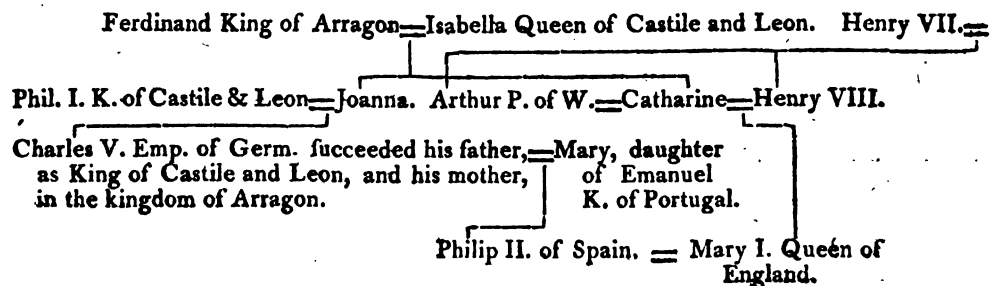 Ferdinand King of Arragon=Isabella Queen of Castile and Leon. Henry VII.=
Phil. I. K. of Castile & Leon=Joanna. Arthur P. of W.=Catharine=Henry VIII.
Charles V. Emp. of Germ. ſucceeded his father,=Mary, daughter
as King of Castile and Leon, and his mother, of Emanuel
in the kingdom of Arragon. K. of Portugal.
Philip II. of Spain. = Mary I. Queen of
England.